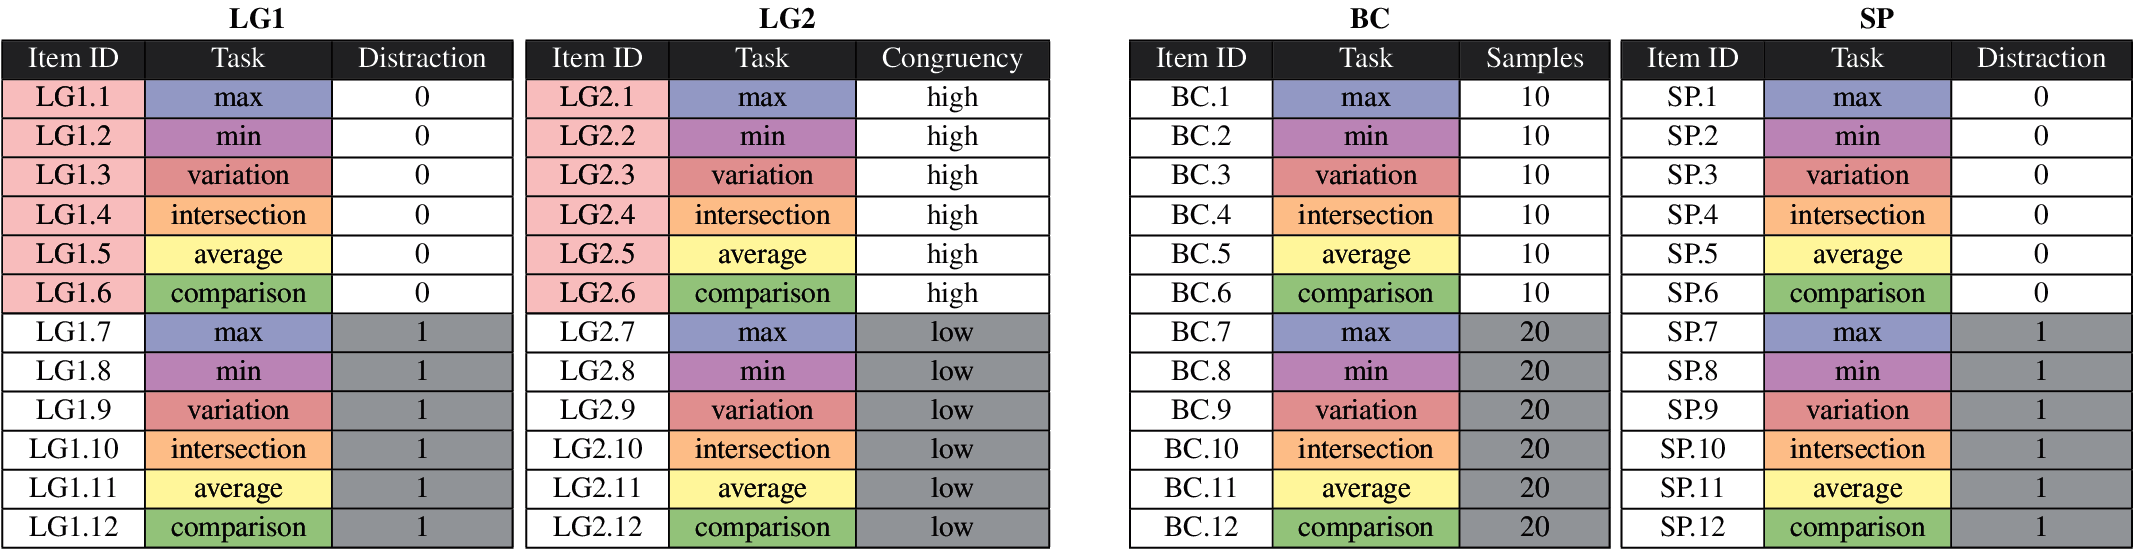 LG1 LG2 BC SP
Item ID Task Distraction Item ID Task Congruency Item ID Task Samples Item ID Task Distraction
LG1.1 max 0 LG2.1 max high BC.1 max 10 SP.1 max 0
LG1.2 min 0 LG2.2 min high BC.2 min 10 SP.2 min 0
LG1.3 variation 0 LG2.3 variation high BC.3 variation 10 SP.3 variation 0
LG1.4 intersection 0 LG2.4 intersection high BC.4 intersection 10 SP.4 intersection 0
LG1.5 average 0 LG2.5 average high BC.5 average 10 SP.5 average 0
LG1.6 comparison 0 LG2.6 comparison high BC.6 comparison 10 SP.6 comparison 0
LG1.7 max 1 LG2.7 max low BC.7 max 20 SP.7 max 1
LG1.8 min 1 LG2.8 min low BC.8 min 20 SP.8 min 1
LG1.9 variation 1 LG2.9 variation low BC.9 variation 20 SP.9 variation 1
LG1.10 intersection 1 LG2.10 intersection low BC.10 intersection 20 SP.10 intersection 1
LG1.11 average 1 LG2.11 average low BC.11 average 20 SP.11 average 1
LG1.12 comparison 1 LG2.12 comparison low BC.12 comparison 20 SP.12 comparison 1